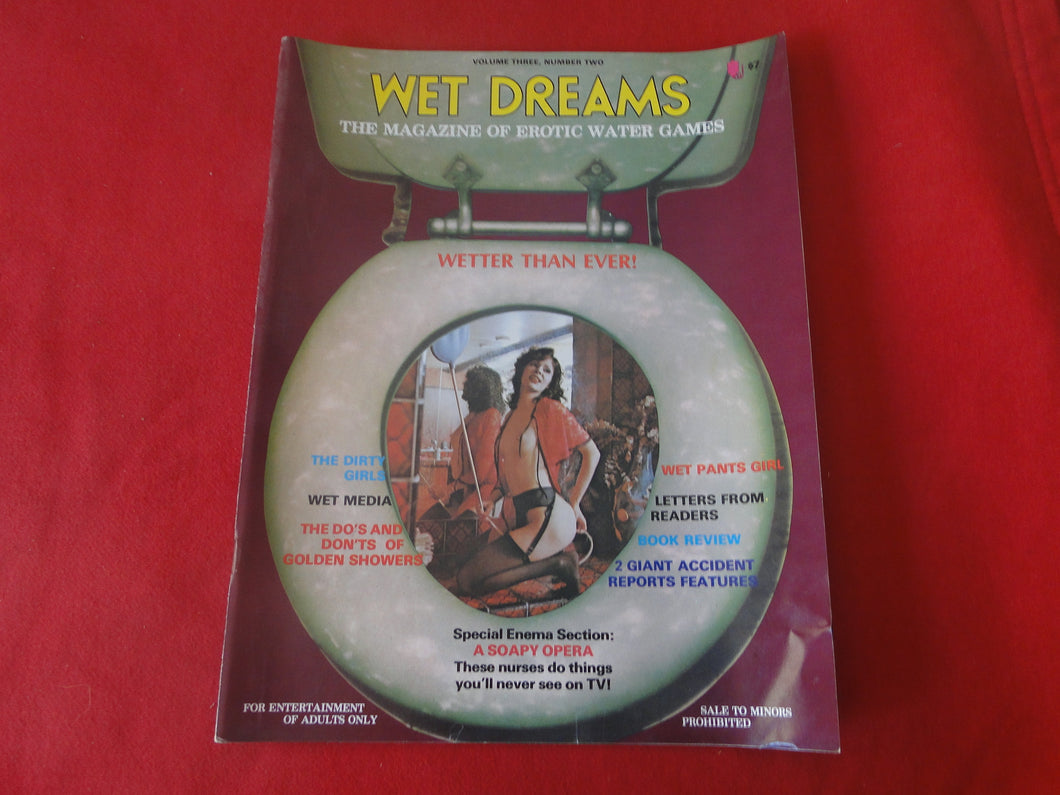 VOLUME THREE, NUMBER TWO
WET DREAMS
THE MAGAZINE OF EROTIC WATER GAMES
WETTER THAN EVER!
THE DIRTY
GIRLS
WET MEDIA
THE DO'S AND
DON'TS OF
GOLDEN SHOWERS
WET PANTS GIRL
LETTERS FROM
READERS
BOOK REVIEW
2 GIANT ACCIDENT
REPORTS FEATURES
Special Enema Section:
A SOAPY OPERA
These nurses do things
you'll never see on TV!
FOR ENTERTAINMENT
OF ADULTS ONLY
SALE TO MINORS
PROHIBITED